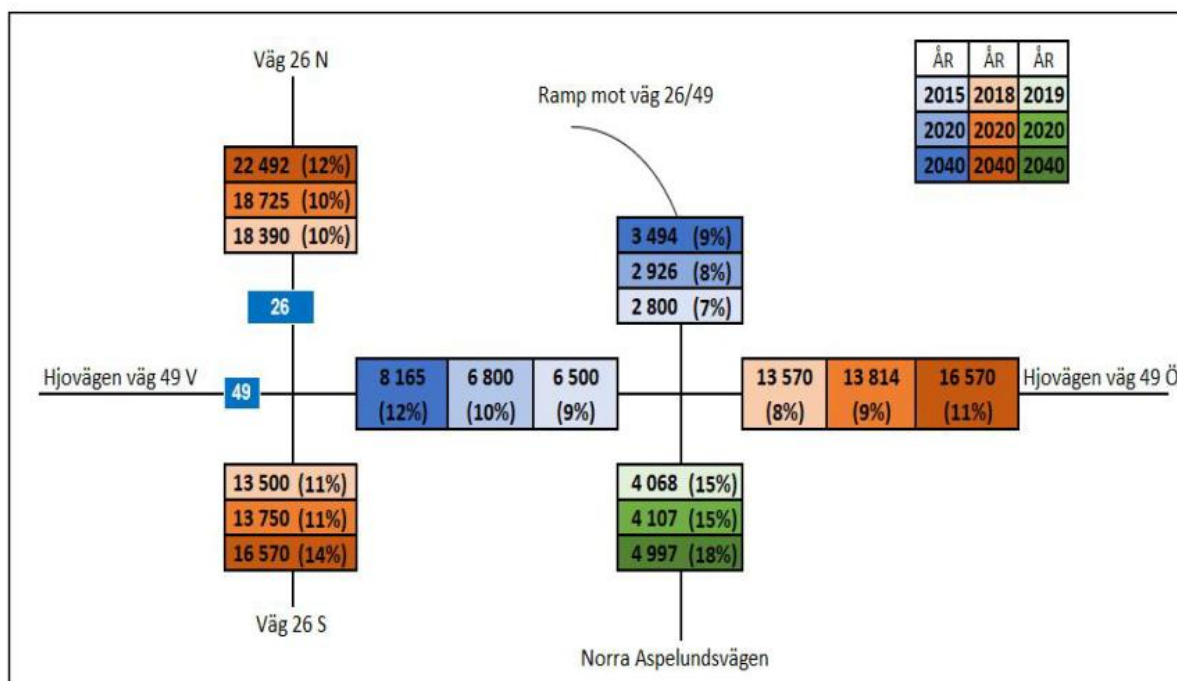 Väg 26 N
Ramp mot väg 26/49
ÅR ÅR ÅR
2015 2018 2019
2020 2020 2020
2040 2040 2040
22 492 (12%)
18 725 (10%)
18 390 (10%)
3 494 (9%)
2 926 (8%)
2 800 (7%)
26
Hjovägen väg 49 V
49
8 165 6 800 6 500
(12%) (10%) (9%)
13 570 13 814 16 570
(8%) (9%) (11%)
Hjovägen väg 49 Ö
13 500 (11%)
13 750 (11%)
16 570 (14%)
4 068 (15%)
4 107 (15%)
4 997 (18%)
Väg 26 S
Norra Aspelundsvägen